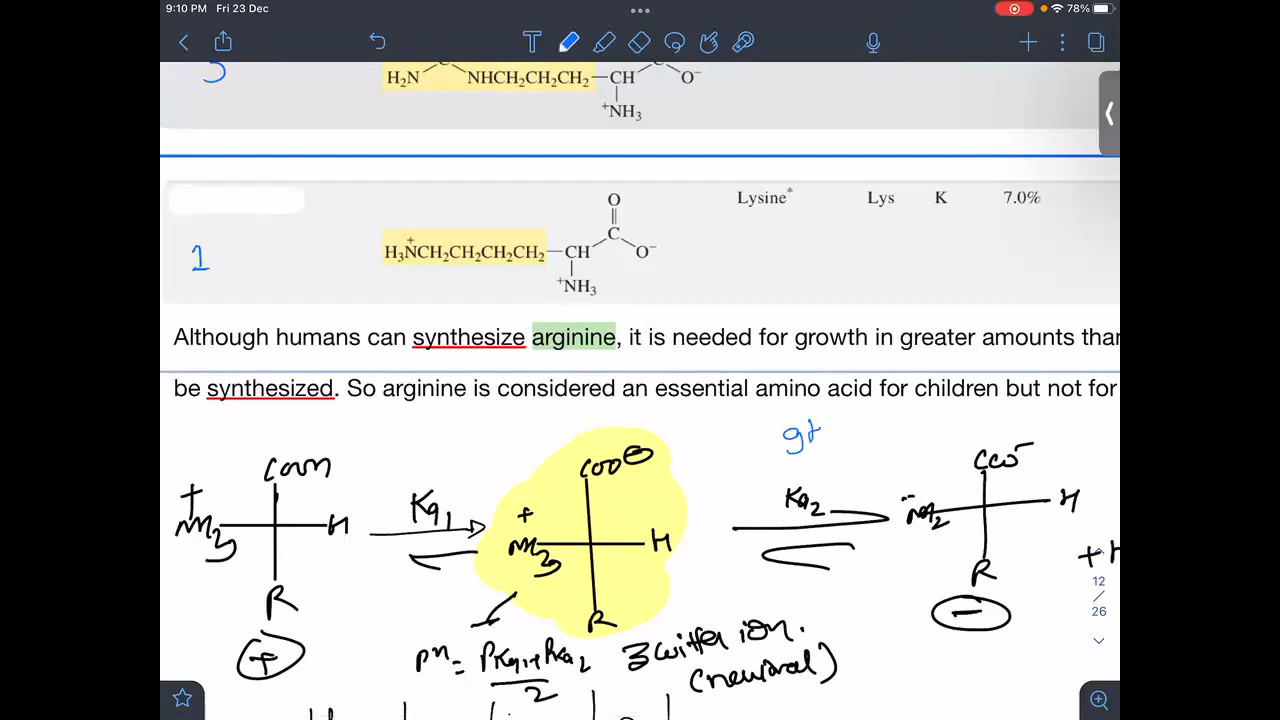 9:10 PM Fri 23 Dec
78%
H₂N C NHCH₂CH₂CH₂—CH O⁻
⁺NH₃
O
Lysine* Lys K 7.0%
C
1 H₃N⁺CH₂CH₂CH₂CH₂—CH O⁻
⁺NH₃
Although humans can synthesize arginine, it is needed for growth in greater amounts than
be synthesized. So arginine is considered an essential amino acid for children but not for
COOH COO⊖ COO⁻
+ NH₃ H Ka₁ + NH₃ H Ka₂ NH₂ H
R R R
+ −
+H
12
/
26
pH = pKa₁+pKa₂ zwitter ion.
2 (neutral)